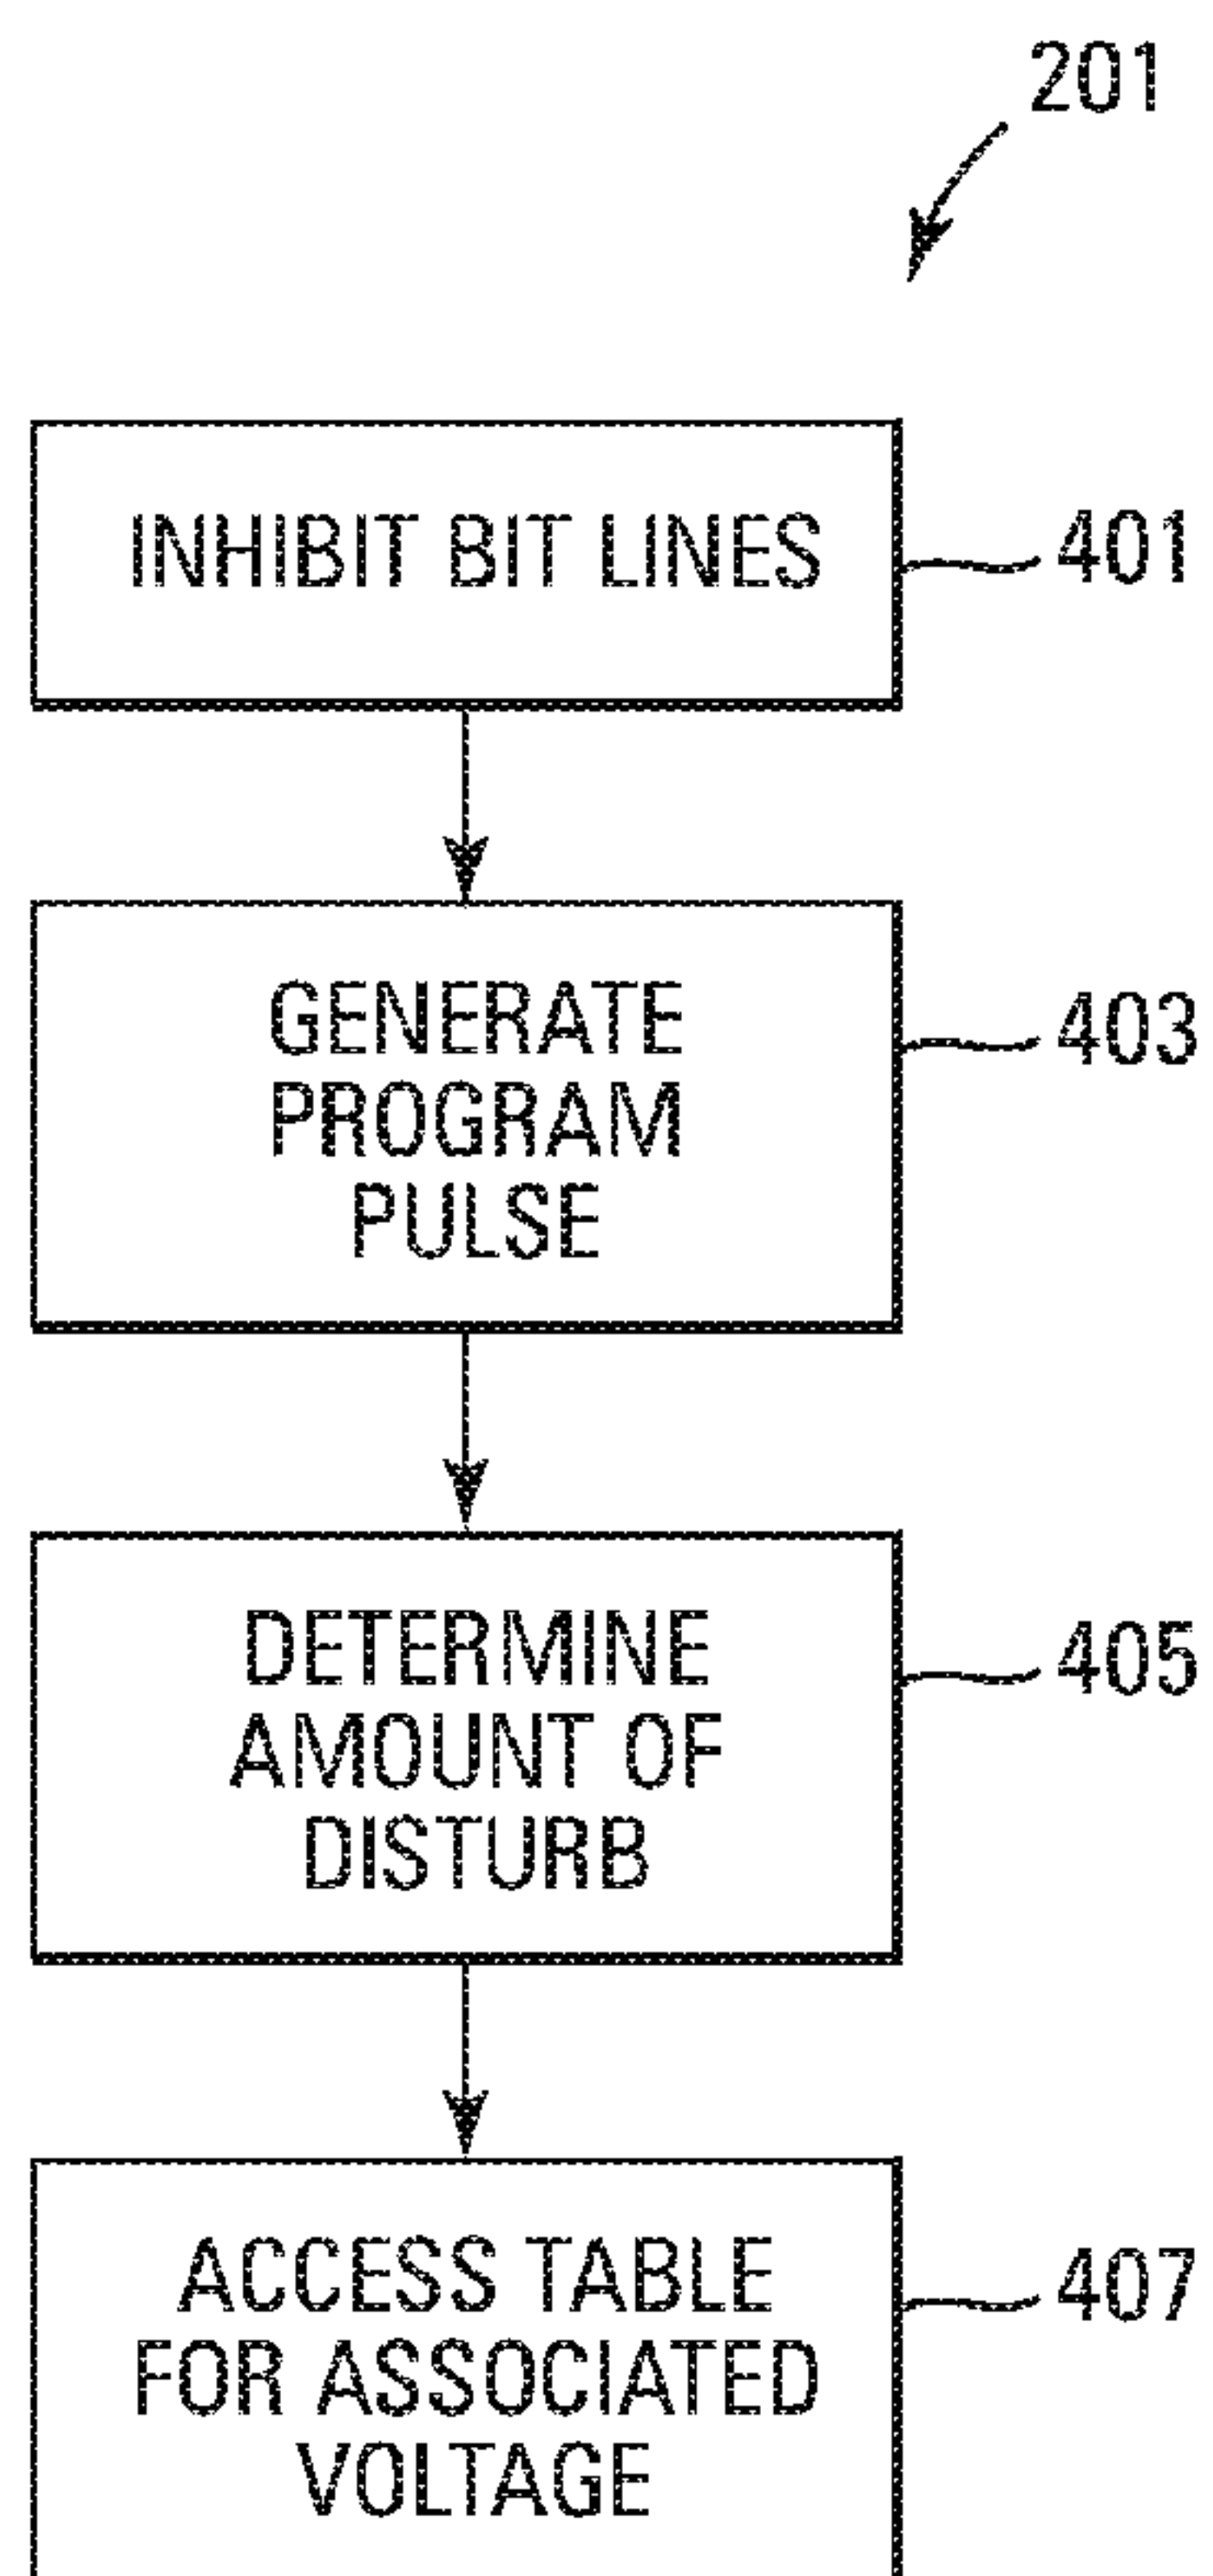 201
INHIBIT BIT LINES
401
GENERATE
PROGRAM
PULSE
403
DETERMINE
AMOUNT OF
DISTURB
405
ACCESS TABLE
FOR ASSOCIATED
VOLTAGE
407